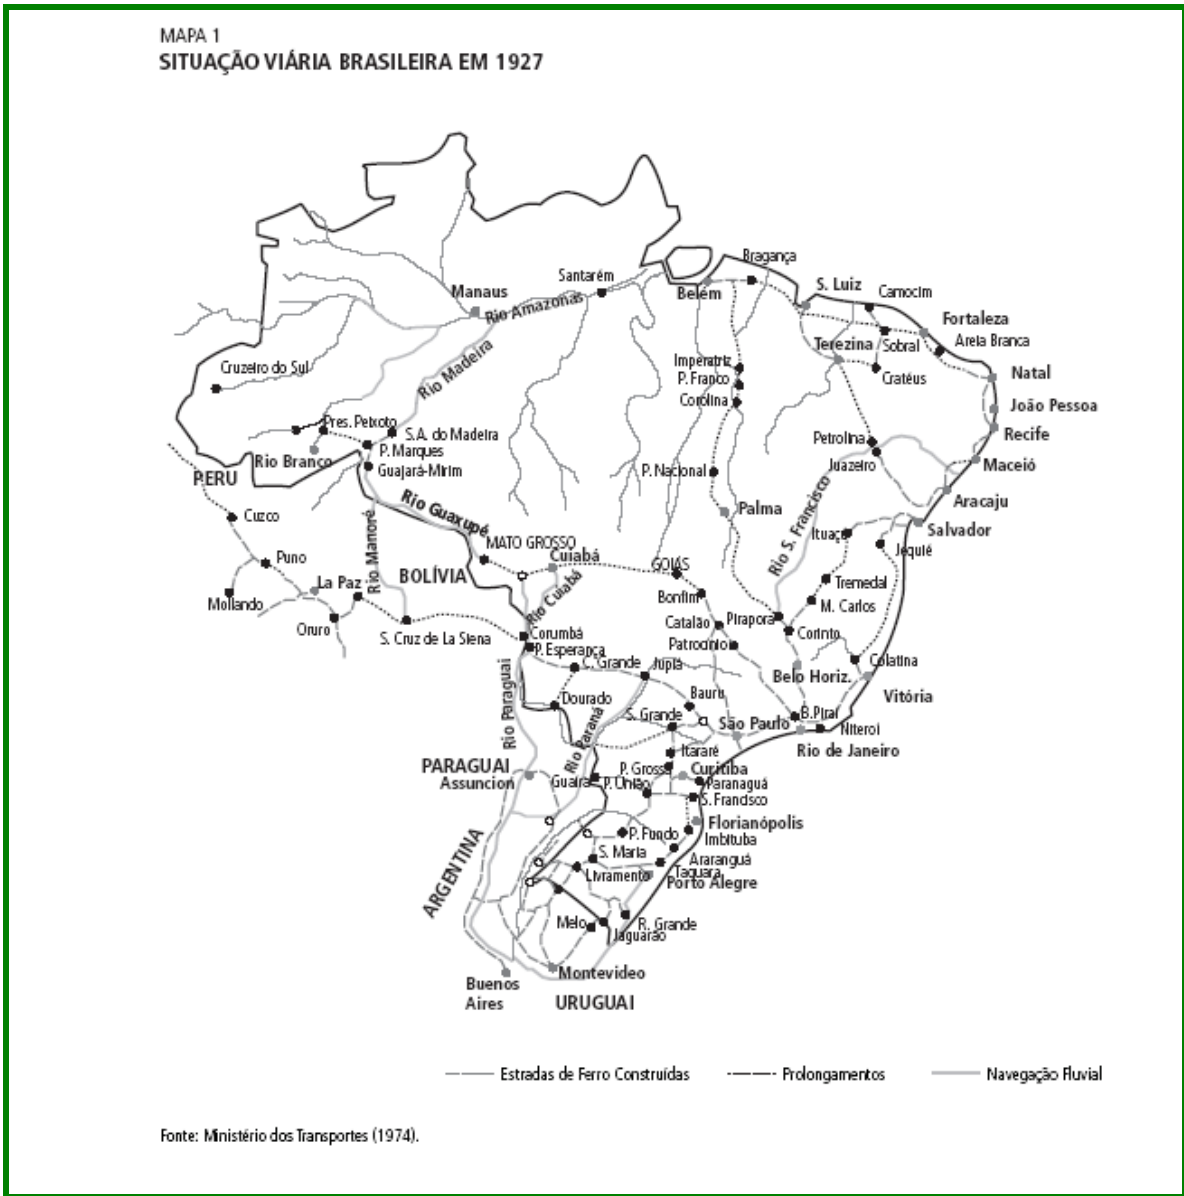 MAPA 1
SITUAÇÃO VIÁRIA BRASILEIRA EM 1927
Bragança
Santarém
S. Luiz
Camocim
Manaus
Belém
Rio Amazonas
Fortaleza
Areia Branca
Terezina
Sobral
Cruzeiro do Sul
Imperatriz
P. Franco
Rio Madeira
Cratéus
Natal
Corolina
João Pessoa
Pres. Peixoto
S.A. do Madeira
Petrolina
Recife
P. Marques
Rio Branco
Guajará-Mirim
Juazeiro
Maceió
PERU
P. Nacional
Rio Guaxupé
Aracaju
Cuzco
Palma
Rio S. Francisco
Salvador
Rio Manoré
Ituaçú
MATO GROSSO
Jequié
Puno
Cuiabá
GOIÁS
BOLÍVIA
La Paz
Tremedal
Mollando
Rio Cuiabá
Bonfim
M. Carlos
Oruro
Catalão
Pirapora
S. Cruz de La Siena
Corumbá
Corinto
P. Esperança
Patrocínio
C. Grande
Jupiá
Colatina
Belo Horiz.
Rio Paraguai
Dourado
Bauru
Vitória
Rio Paraná
S. Grande
São Paulo
B.Piraí
Niteroi
Itararé
Rio de Janeiro
PARAGUAI
P. Grossa
Curitiba
Assuncion
Guaíra
P. União
Paranaguá
S. Francisco
Florianópolis
P. Fundo
Imbituba
ARGENTINA
S. Maria
Araranguá
Livramento
Taquara
Porto Alegre
Melo
R. Grande
Jaguarão
Montevideo
Buenos
Aires
URUGUAI
Estradas de Ferro Construídas
Prolongamentos
Navegação Fluvial
Fonte: Ministério dos Transportes (1974).